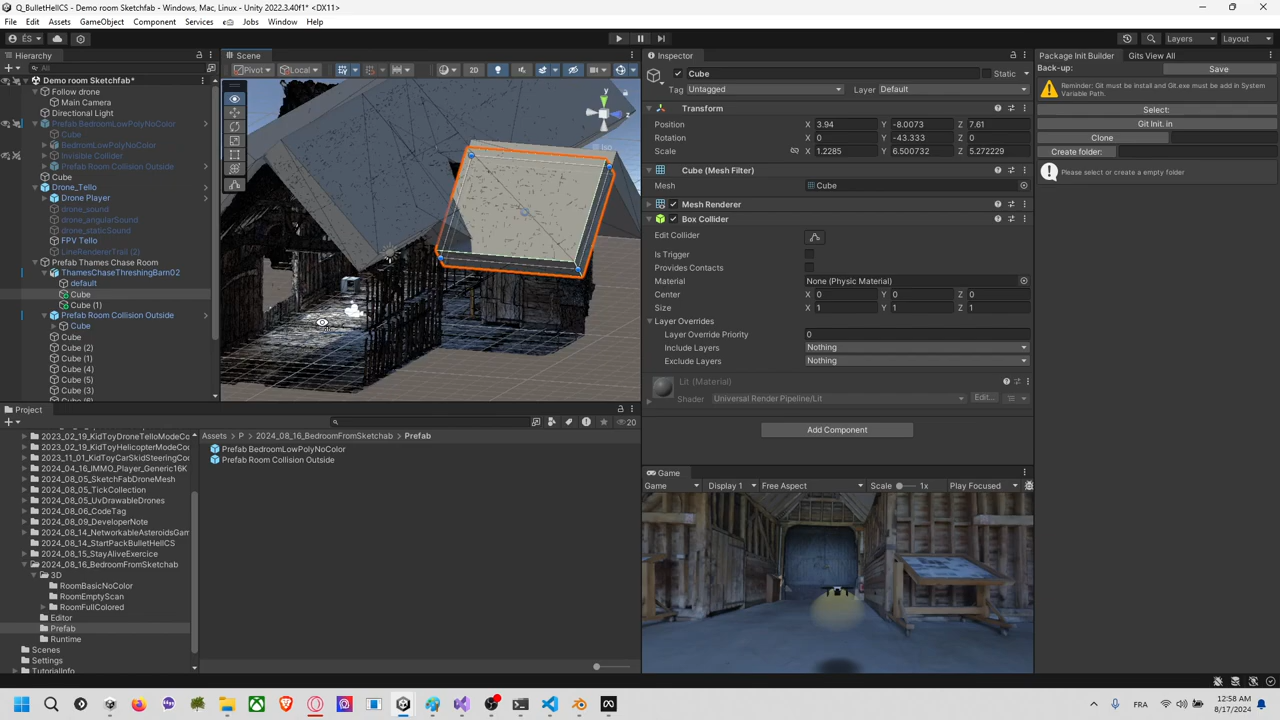 Q_BulletHellCS - Demo room Sketchfab - Windows, Mac, Linux - Unity 2022.3.40f1* <DX11>
File Edit Assets GameObject Component Services Jobs Window Help
ÉS Layers Layout
Hierarchy
All
Demo room Sketchfab*
Follow drone
Main Camera
Directional Light
Prefab BedroomLowPolyNoColor
Cube
BedroomLowPolyNoColor
Invisible Collider
Prefab Room Collision Outside
Cube
Drone_Tello
Drone Player
drone_sound
drone_angularSound
drone_staticSound
FPV Tello
LineRendererTrail (2)
Prefab Thames Chase Room
ThamesChaseThreshingBarn02
default
Cube
Cube (1)
Prefab Room Collision Outside
Cube
Cube
Cube (2)
Cube (1)
Cube (4)
Cube (5)
Cube (3)
Scene
Pivot Local 2D
y
z
Iso
Inspector
Cube Static
Tag Untagged Layer Default
Transform
Position X 3.94 Y -8.0073 Z 7.61
Rotation X 0 Y -43.333 Z 0
Scale X 1.2285 Y 6.500732 Z 5.272229
Cube (Mesh Filter)
Mesh Cube
Mesh Renderer
Box Collider
Edit Collider
Is Trigger
Provides Contacts
Material None (Physic Material)
Center X 0 Y 0 Z 0
Size X 1 Y 1 Z 1
Layer Overrides
Layer Override Priority 0
Include Layers Nothing
Exclude Layers Nothing
Lit (Material)
Shader Universal Render Pipeline/Lit Edit...
Add Component
Game
Game Display 1 Free Aspect Scale 1x Play Focused
Package Init Builder Gits View All
Back-up: Save
Reminder: Git must be install and Git.exe must be add in System
Variable Path.
Select:
Git Init. in
Clone
Create folder:
Please select or create a empty folder
Project
20
2023_02_19_KidToyDroneTelloModeCo
2023_02_19_KidToyHelicopterModeCo
2023_11_01_KidToyCarSkidSteeringCo
2024_04_16_IMMO_Player_Generic16K
2024_08_05_SketchFabDroneMesh
2024_08_05_TickCollection
2024_08_05_UvDrawableDrones
2024_08_06_CodeTag
2024_08_09_DeveloperNote
2024_08_14_NetworkableAsteroidsGam
2024_08_14_StartPackBulletHellCS
2024_08_15_StayAliveExercice
2024_08_16_BedroomFromSketchab
3D
RoomBasicNoColor
RoomEmptyScan
RoomFullColored
Editor
Prefab
Runtime
Scenes
Settings
TutorialInfo
Assets > P > 2024_08_16_BedroomFromSketchab > Prefab
Prefab BedroomLowPolyNoColor
Prefab Room Collision Outside
FRA
12:58 AM
8/17/2024